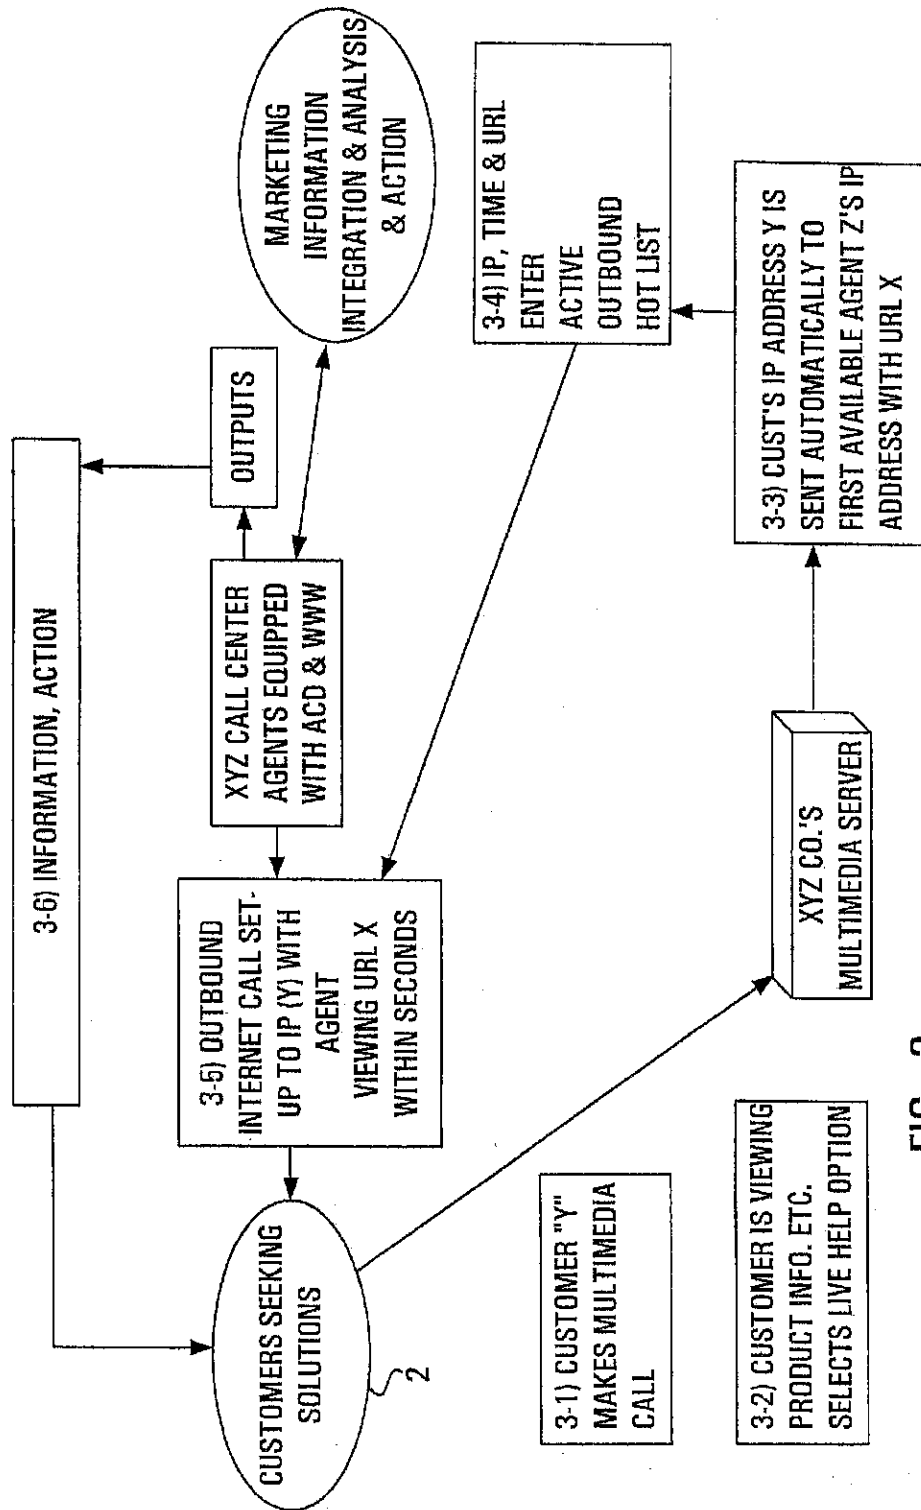 3-6) INFORMATION, ACTION
CUSTOMERS SEEKING
SOLUTIONS
2
3-5) OUTBOUND
INTERNET CALL SET-
UP TO IP (Y) WITH
AGENT
VIEWING URL X
WITHIN SECONDS
XYZ CALL CENTER
AGENTS EQUIPPED
WITH ACD & WWW
OUTPUTS
MARKETING
INFORMATION
INTEGRATION & ANALYSIS
& ACTION
3-1) CUSTOMER "Y"
MAKES MULTIMEDIA
CALL
3-4) IP, TIME & URL
ENTER
ACTIVE
OUTBOUND
HOT LIST
3-2) CUSTOMER IS VIEWING
PRODUCT INFO. ETC.
SELECTS LIVE HELP OPTION
XYZ CO.'S
MULTIMEDIA SERVER
3-3) CUST'S IP ADDRESS Y IS
SENT AUTOMATICALLY TO
FIRST AVAILABLE AGENT Z'S IP
ADDRESS WITH URL X